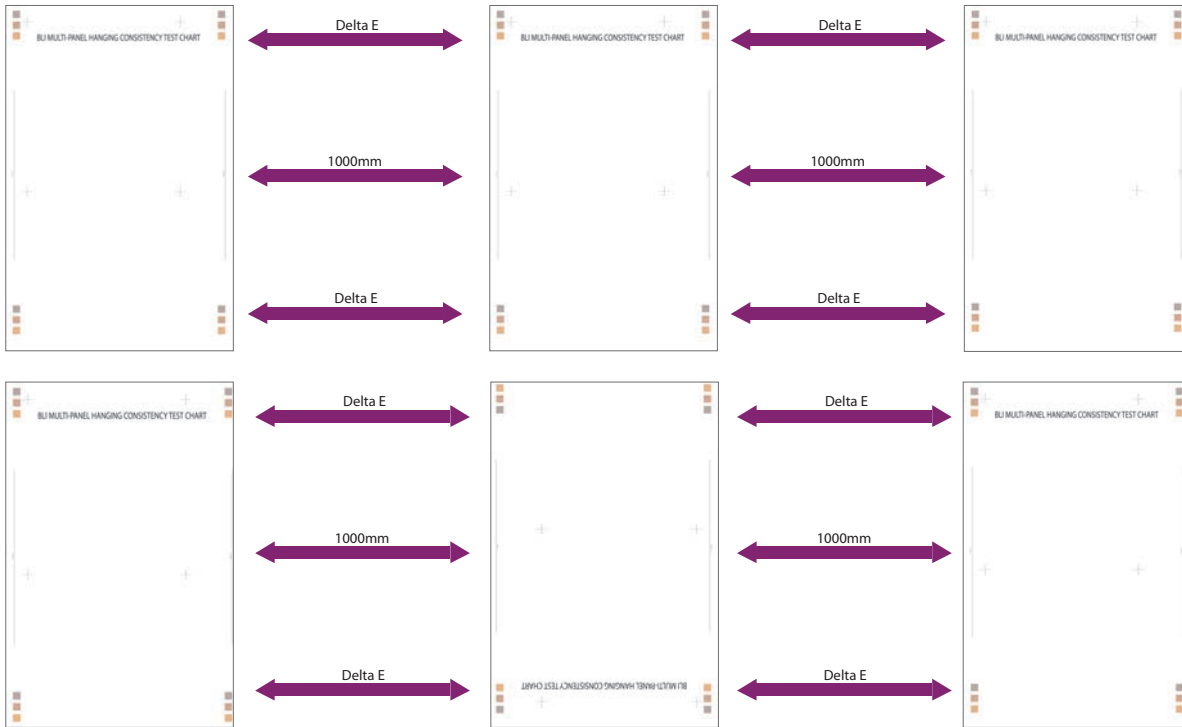 Delta E
Delta E
BLI MULTI-PANEL HANGING CONSISTENCY TEST CHART
BLI MULTI-PANEL HANGING CONSISTENCY TEST CHART
BLI MULTI-PANEL HANGING CONSISTENCY TEST CHART
1000mm
1000mm
Delta E
Delta E
Delta E
Delta E
BLI MULTI-PANEL HANGING CONSISTENCY TEST CHART
BLI MULTI-PANEL HANGING CONSISTENCY TEST CHART
1000mm
1000mm
Delta E
Delta E
BLI MULTI-PANEL HANGING CONSISTENCY TEST CHART